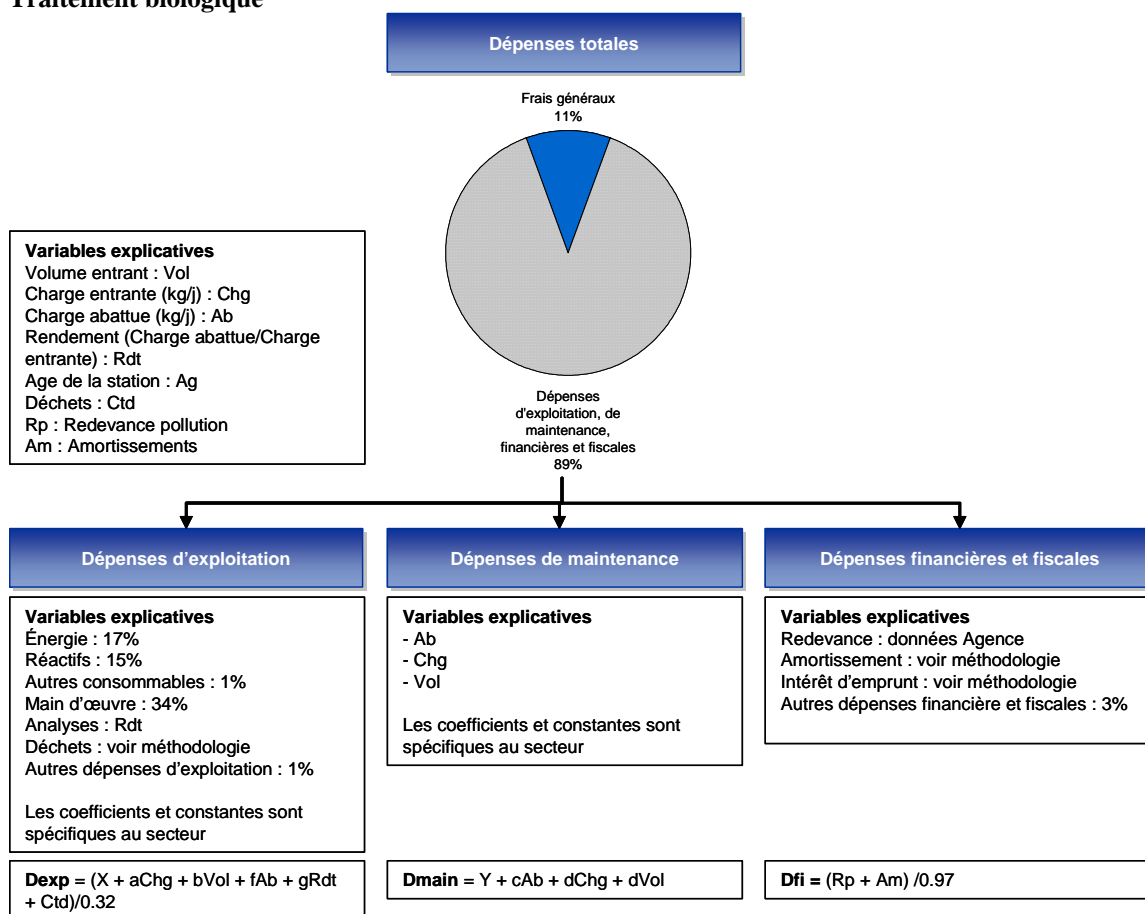 Traitement biologique
Dépenses totales
Frais généraux
11%
Variables explicatives
Volume entrant : Vol
Charge entrante (kg/j) : Chg
Charge abattue (kg/j) : Ab
Rendement (Charge abattue/Charge
entrante) : Rdt
Age de la station : Ag
Déchets : Ctd
Rp : Redevance pollution
Am : Amortissements
Dépenses
d'exploitation, de
maintenance,
financières et fiscales
89%
Dépenses d'exploitation
Variables explicatives
Énergie : 17%
Réactifs : 15%
Autres consommables : 1%
Main d'œuvre : 34%
Analyses : Rdt
Déchets : voir méthodologie
Autres dépenses d'exploitation : 1%
Les coefficients et constantes sont
spécifiques au secteur
Dexp = (X + aChg + bVol + fAb + gRdt
+ Ctd)/0.32
Dépenses de maintenance
Variables explicatives
- Ab
- Chg
- Vol
Les coefficients et constantes sont
spécifiques au secteur
Dmain = Y + cAb + dChg + dVol
Dépenses financières et fiscales
Variables explicatives
Redevance : données Agence
Amortissement : voir méthodologie
Intérêt d'emprunt : voir méthodologie
Autres dépenses financière et fiscales : 3%
Dfi = (Rp + Am) /0.97